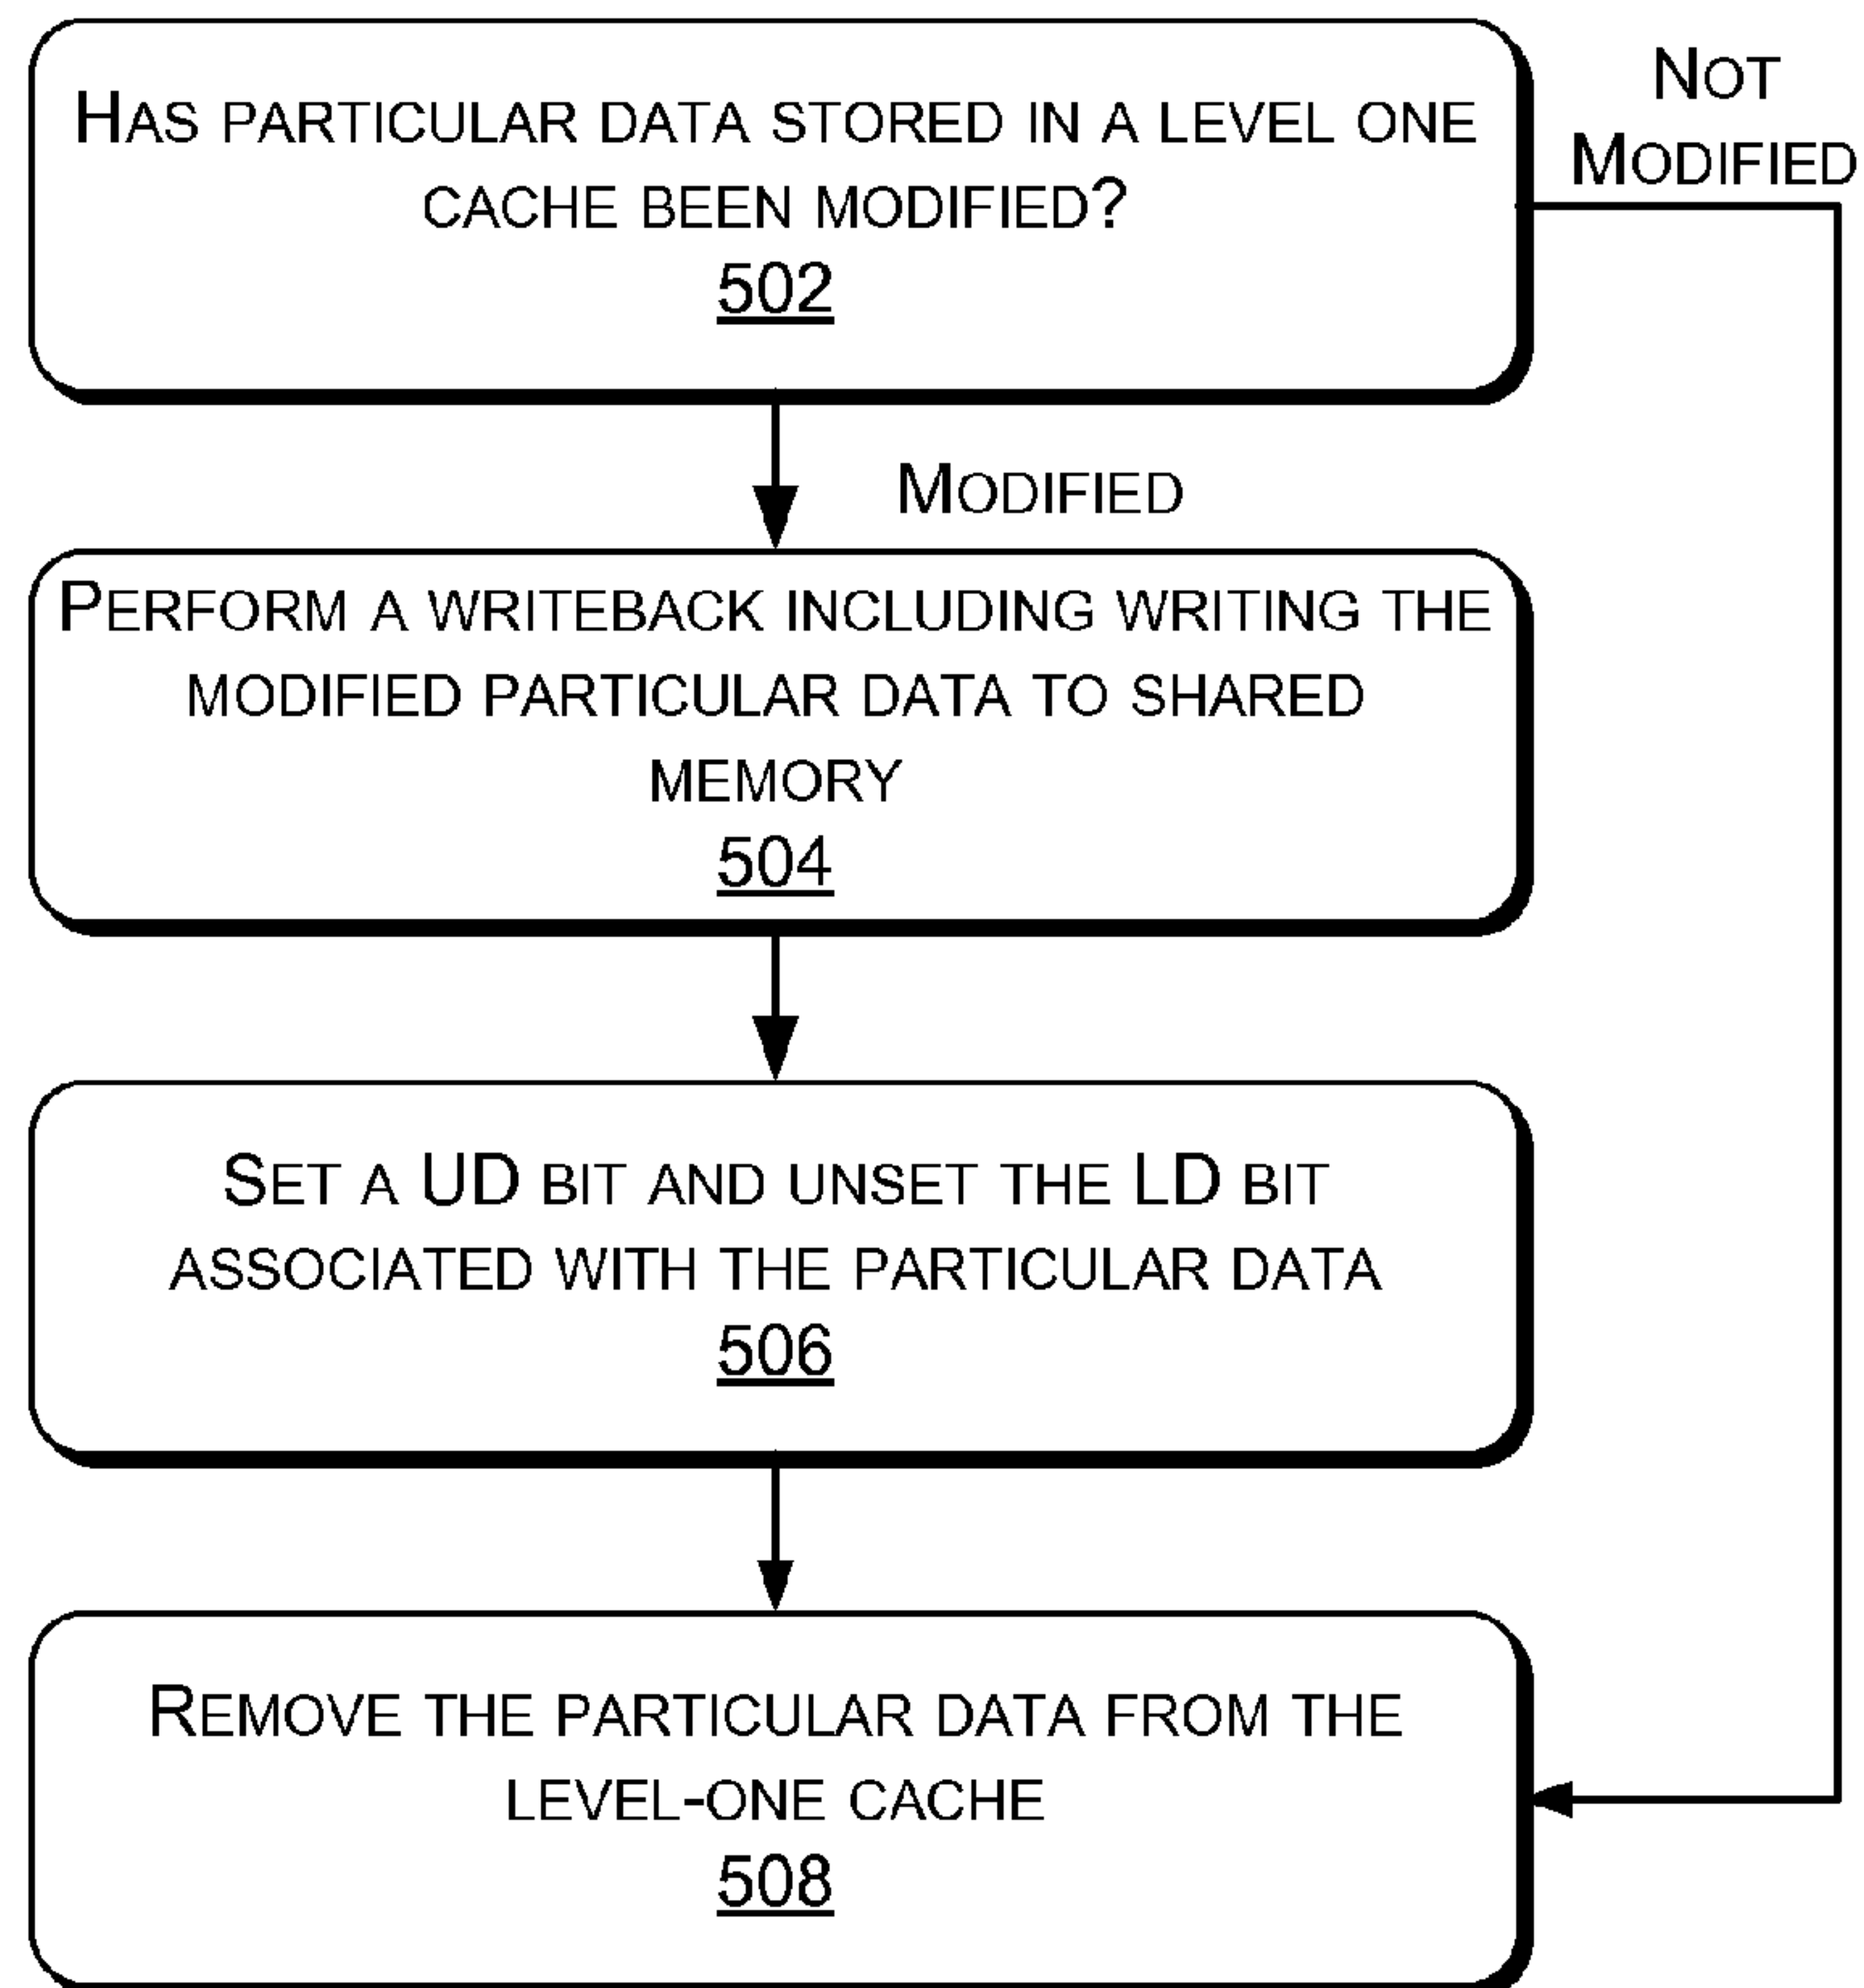 Has particular data stored in a level one
cache been modified?
502
Not
Modified
Modified
Perform a writeback including writing the
modified particular data to shared
memory
504
Set a UD bit and unset the LD bit
associated with the particular data
506
Remove the particular data from the
level-one cache
508